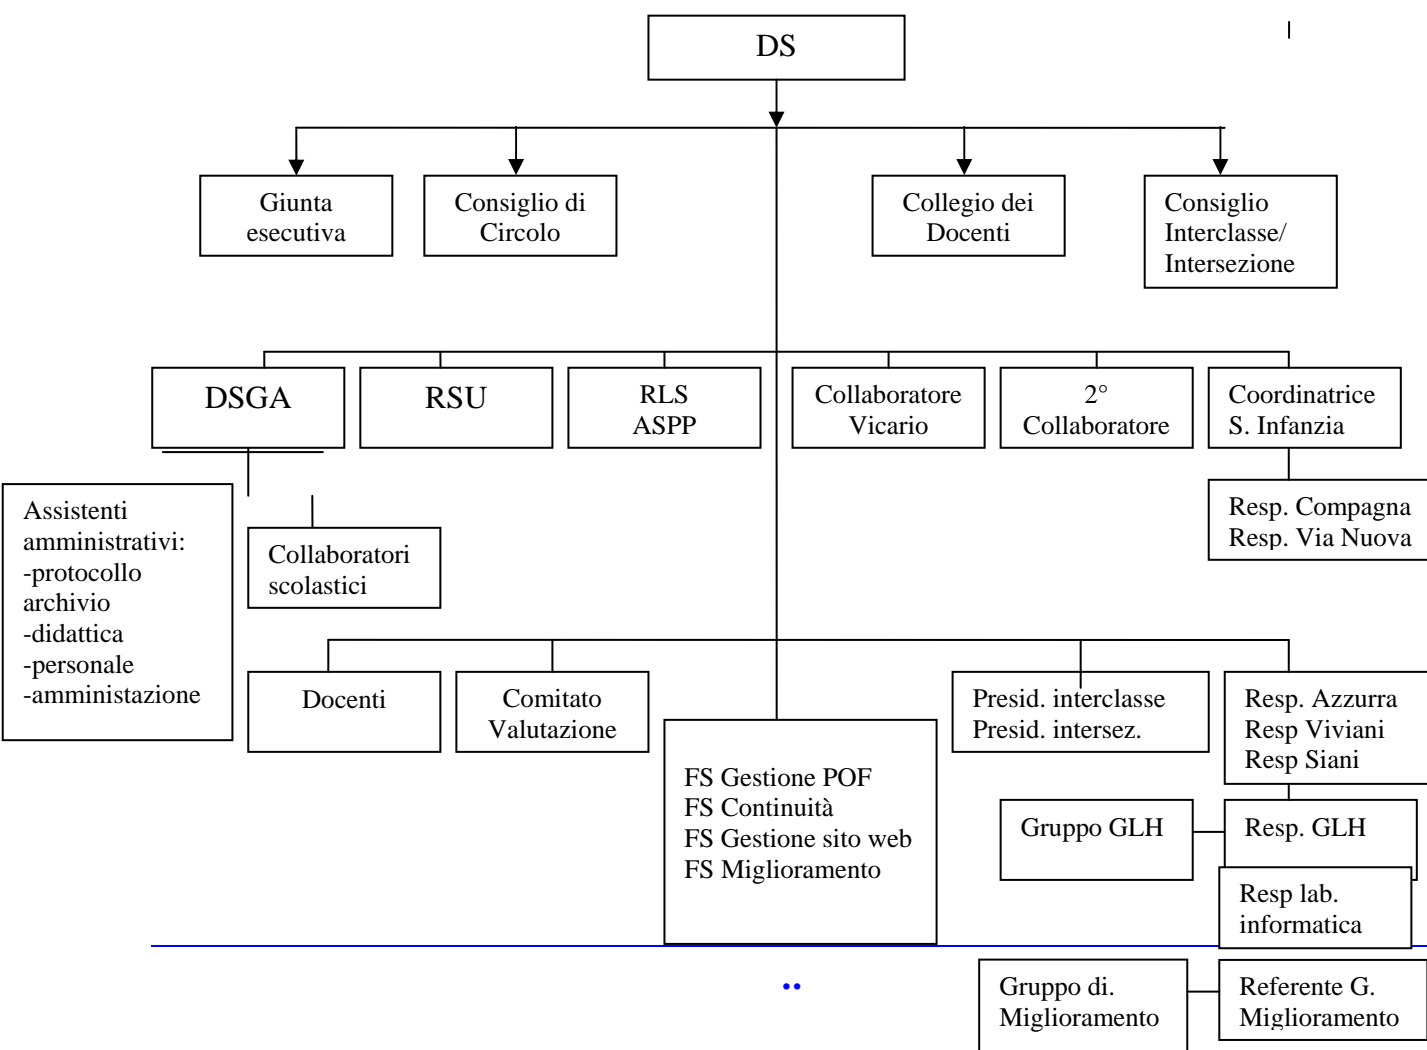 DS
Giunta
esecutiva
Consiglio di
Circolo
Collegio dei
Docenti
Consiglio
Interclasse/
Intersezione
DSGA
RSU
RLS
ASPP
Collaboratore
Vicario
2°
Collaboratore
Coordinatrice
S. Infanzia
Resp. Compagna
Resp. Via Nuova
Assistenti
amministrativi:
-protocollo
archivio
-didattica
-personale
-amministazione
Collaboratori
scolastici
Docenti
Comitato
Valutazione
FS Gestione POF
FS Continuità
FS Gestione sito web
FS Miglioramento
Presid. interclasse
Presid. intersez.
Resp. Azzurra
Resp Viviani
Resp Siani
Gruppo GLH
Resp. GLH
Resp lab.
informatica
..
Gruppo di.
Miglioramento
Referente G.
Miglioramento